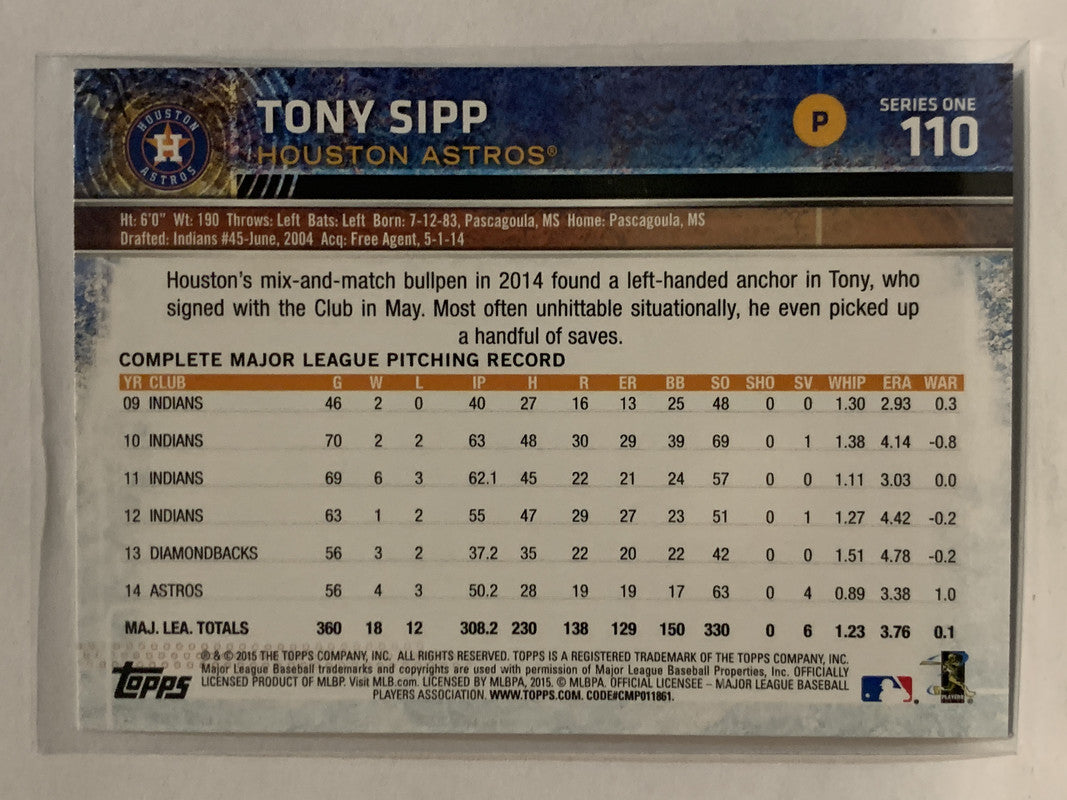 HOUSTON
ASTROS
H
TONY SIPP
HOUSTON ASTROS®
P
SERIES ONE
110
Ht: 6'0" Wt: 190 Throws: Left Bats: Left Born: 7-12-83, Pascagoula, MS Home: Pascagoula, MS
Drafted: Indians #45-June, 2004 Acq: Free Agent, 5-1-14
Houston's mix-and-match bullpen in 2014 found a left-handed anchor in Tony, who
signed with the Club in May. Most often unhittable situationally, he even picked up
a handful of saves.
COMPLETE MAJOR LEAGUE PITCHING RECORD
YR CLUB G W L IP H R ER BB SO SHO SV WHIP ERA WAR
09 INDIANS 46 2 0 40 27 16 13 25 48 0 0 1.30 2.93 0.3
10 INDIANS 70 2 2 63 48 30 29 39 69 0 1 1.38 4.14 -0.8
11 INDIANS 69 6 3 62.1 45 22 21 24 57 0 0 1.11 3.03 0.0
12 INDIANS 63 1 2 55 47 29 27 23 51 0 1 1.27 4.42 -0.2
13 DIAMONDBACKS 56 3 2 37.2 35 22 20 22 42 0 0 1.51 4.78 -0.2
14 ASTROS 56 4 3 50.2 28 19 19 17 63 0 4 0.89 3.38 1.0
MAJ. LEA. TOTALS 360 18 12 308.2 230 138 129 150 330 0 6 1.23 3.76 0.1
® & © 2015 THE TOPPS COMPANY, INC. ALL RIGHTS RESERVED. TOPPS IS A REGISTERED TRADEMARK OF THE TOPPS COMPANY, INC.
Major League Baseball trademarks and copyrights are used with permission of Major League Baseball Properties, Inc. OFFICIALLY
LICENSED PRODUCT OF MLBP. Visit MLB.com. LICENSED BY MLBPA, 2015. © MLBPA. OFFICIAL LICENSEE – MAJOR LEAGUE BASEBALL
PLAYERS ASSOCIATION. WWW.TOPPS.COM. CODE#CMP011861.
Topps
PLAYERS